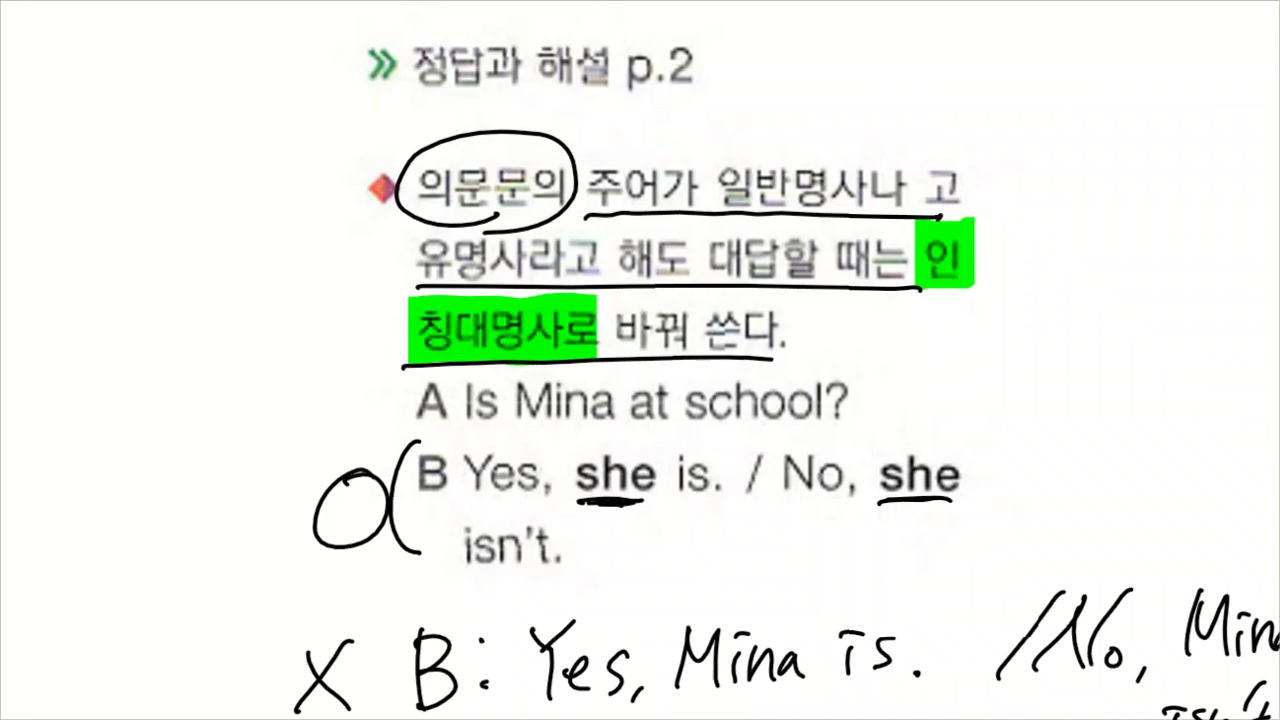 » 정답과 해설 p.2
의문문의 주어가 일반명사나 고
유명사라고 해도 대답할 때는 인
칭대명사로 바꿔 쓴다.
A Is Mina at school?
B Yes, she is. / No, she
isn't.
X B: Yes, Mina is. / No, Mina
isn't